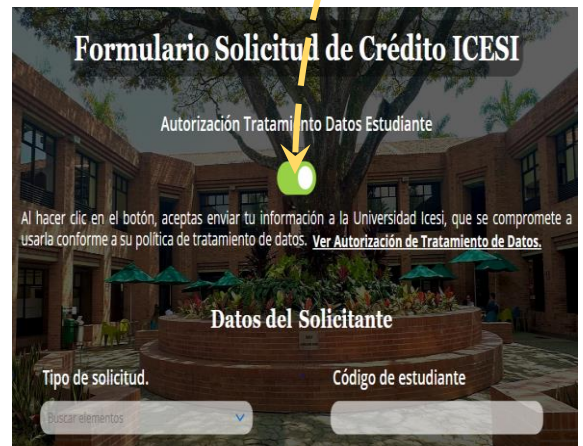 Formulario Solicitud de Crédito ICESI
Autorización Tratamiento Datos Estudiante
Al hacer clic en el botón, aceptas enviar tu información a la Universidad Icesi, que se compromete a
usarla conforme a su política de tratamiento de datos. Ver Autorización de Tratamiento de Datos.
Datos del Solicitante
Tipo de solicitud. Código de estudiante
Buscar elementos